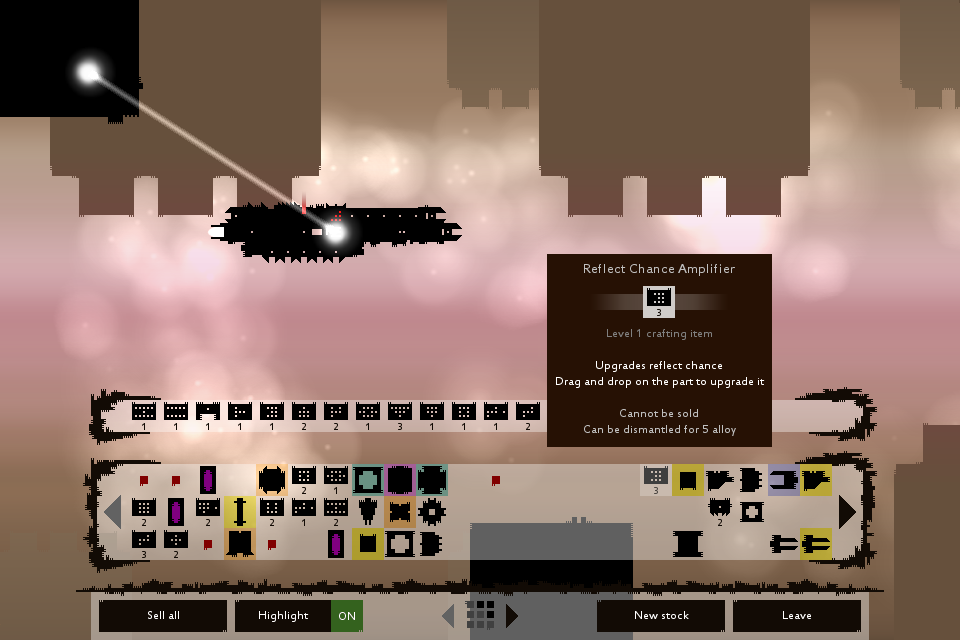 Reflect Chance Amplifier
3
Level 1 crafting item
Upgrades reflect chance
Drag and drop on the part to upgrade it
Cannot be sold
Can be dismantled for 5 alloy
1 1 1 1 1 2 2 1 3 1 1 1 2
2 1 3
2 2 2 1 2 2
3 2
Sell all
Highlight ON
New stock
Leave